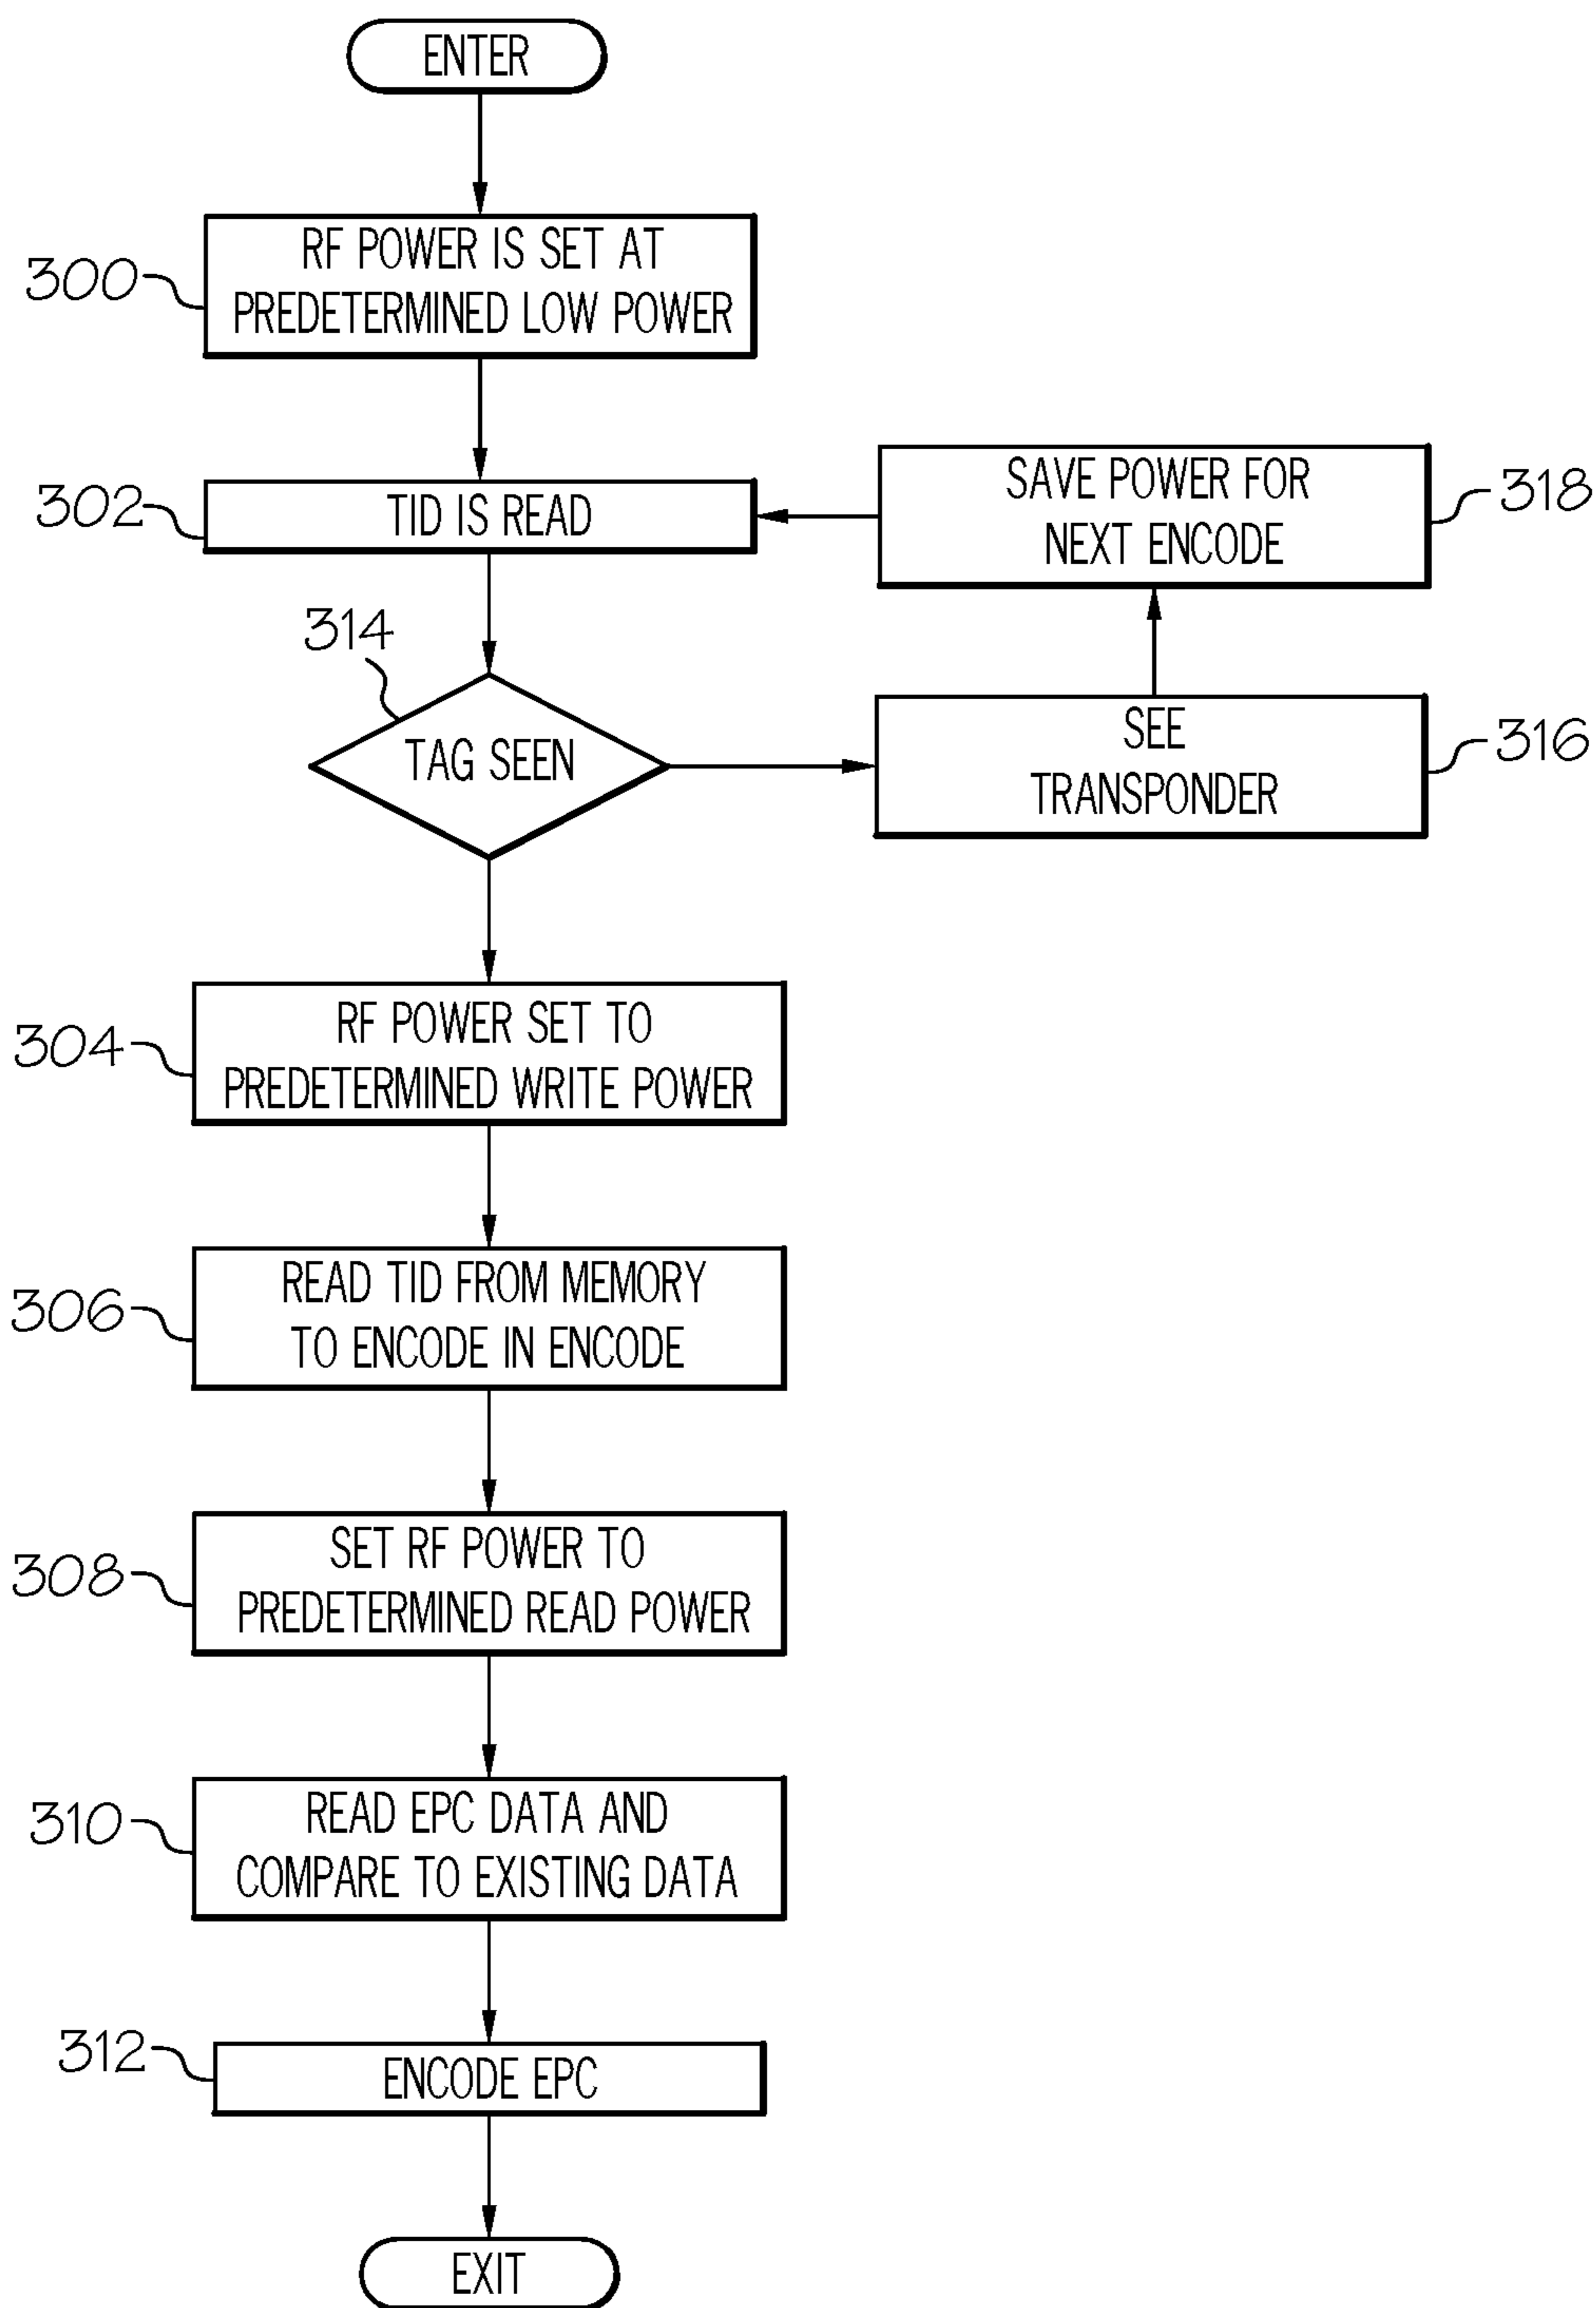 ENTER
300
RF POWER IS SET AT
PREDETERMINED LOW POWER
302
TID IS READ
SAVE POWER FOR
NEXT ENCODE
318
314
TAG SEEN
SEE
TRANSPONDER
316
304
RF POWER SET TO
PREDETERMINED WRITE POWER
306
READ TID FROM MEMORY
TO ENCODE IN ENCODE
308
SET RF POWER TO
PREDETERMINED READ POWER
310
READ EPC DATA AND
COMPARE TO EXISTING DATA
312
ENCODE EPC
EXIT